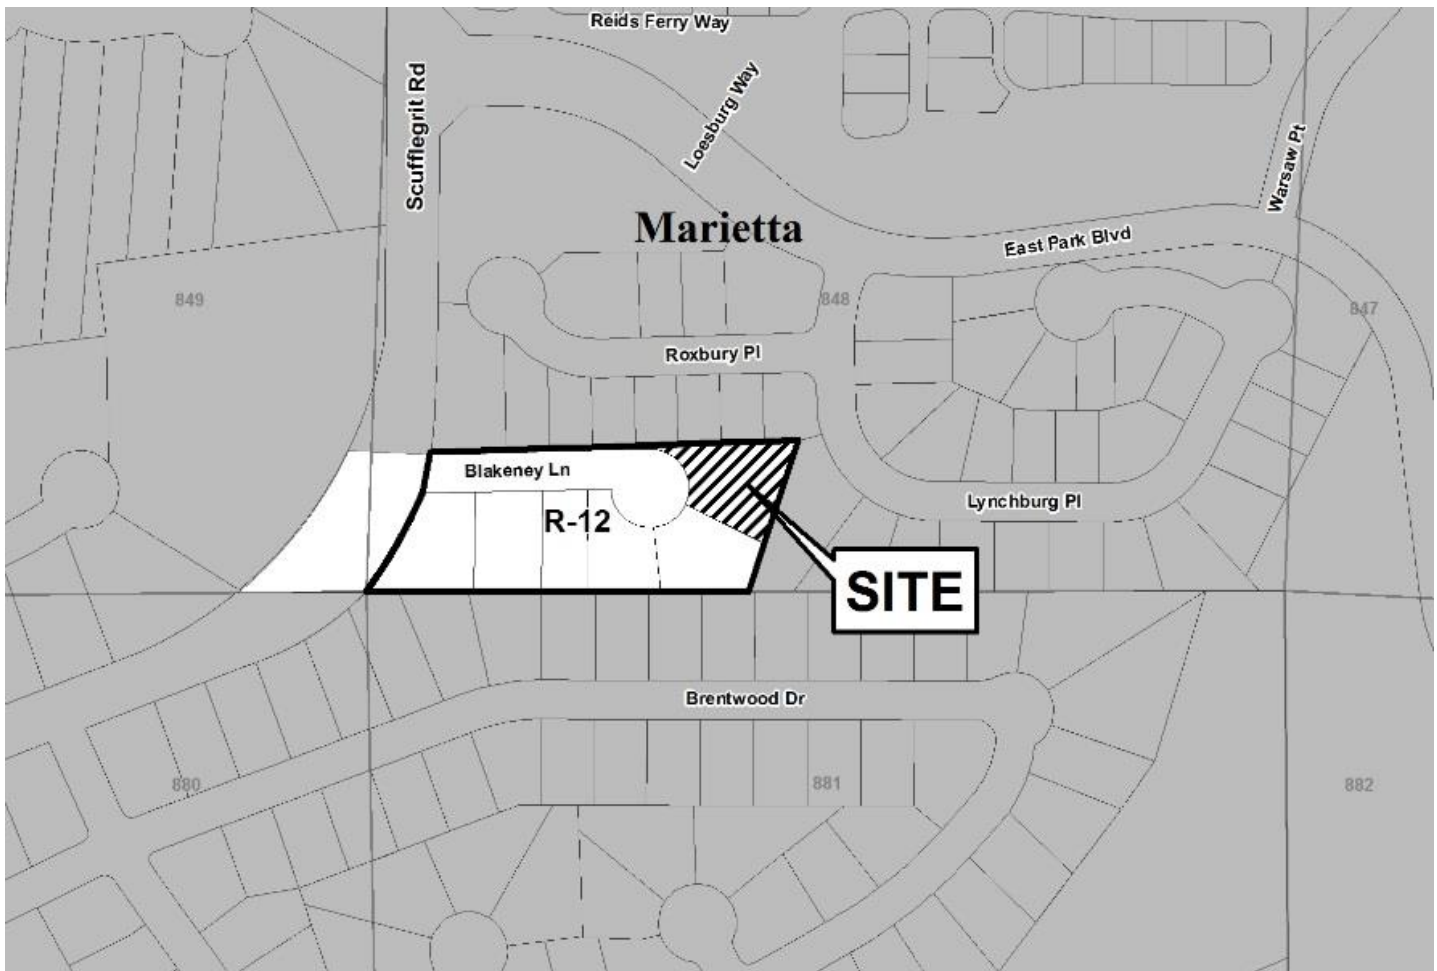 Reids Ferry Way
Scufflegrit Rd
Loesburg Way
Warsaw Pt
Marietta
East Park Blvd
849
848
847
Roxbury Pl
Blakeney Ln
Lynchburg Pl
R-12
SITE
Brentwood Dr
880
881
882